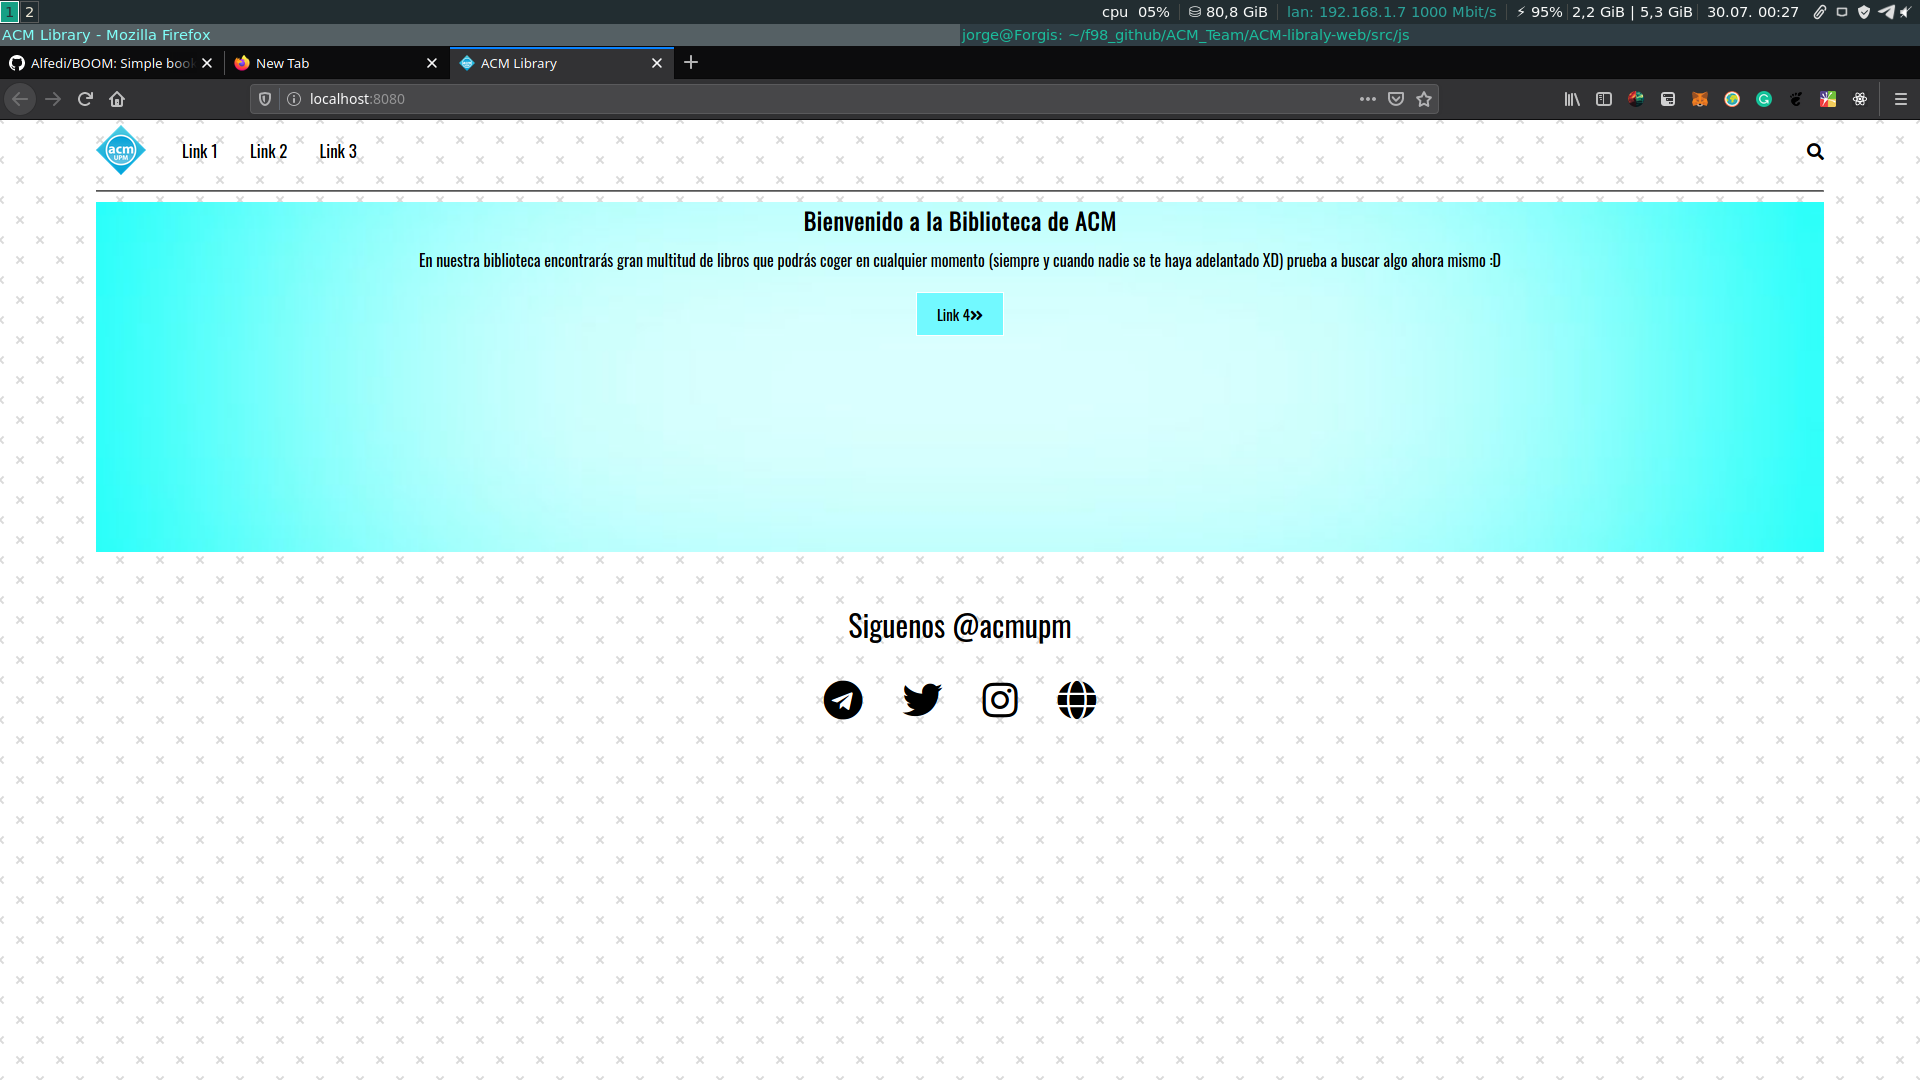 1 2 cpu 05% 80,8 GiB lan: 192.168.1.7 1000 Mbit/s ⚡ 95% 2,2 GiB | 5,3 GiB 30.07. 00:27
ACM Library - Mozilla Firefox jorge@Forgis: ~/f98_github/ACM_Team/ACM-libraly-web/src/js
Alfedi/BOOM: Simple boo New Tab ACM Library
localhost:8080
acm UPM Link 1 Link 2 Link 3
Bienvenido a la Biblioteca de ACM
En nuestra biblioteca encontrarás gran multitud de libros que podrás coger en cualquier momento (siempre y cuando nadie se te haya adelantado XD) prueba a buscar algo ahora mismo :D
Link 4
Siguenos @acmupm